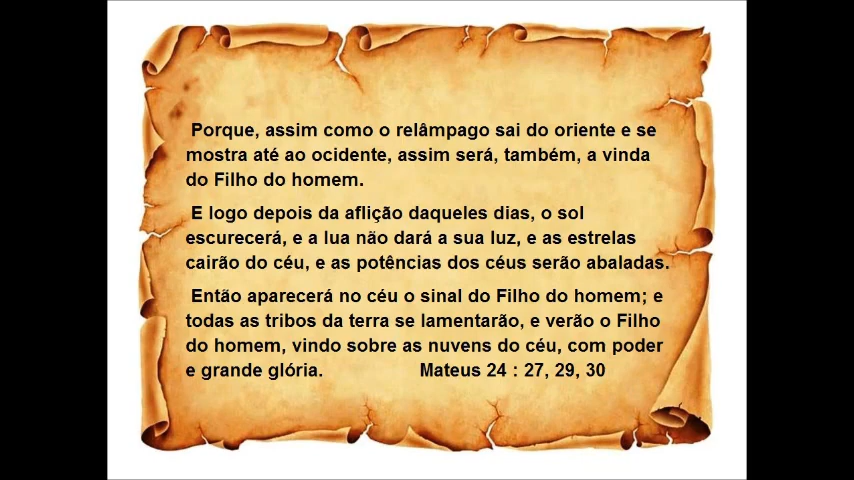 Porque, assim como o relâmpago sai do oriente e se
mostra até ao ocidente, assim será, também, a vinda
do Filho do homem.
E logo depois da aflição daqueles dias, o sol
escurecerá, e a lua não dará a sua luz, e as estrelas
cairão do céu, e as potências dos céus serão abaladas.
Então aparecerá no céu o sinal do Filho do homem; e
todas as tribos da terra se lamentarão, e verão o Filho
do homem, vindo sobre as nuvens do céu, com poder
e grande glória. Mateus 24 : 27, 29, 30